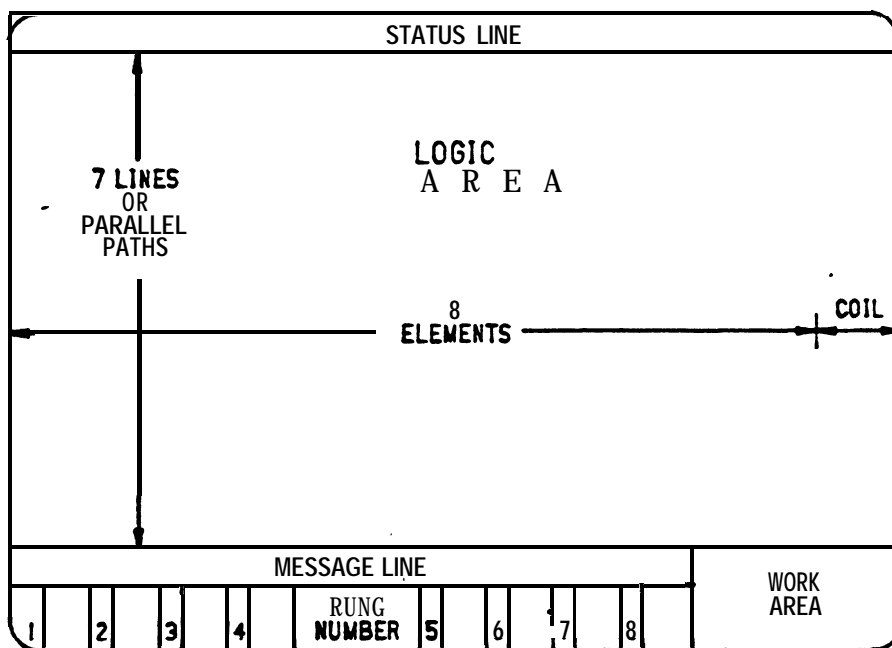 STATUS LINE
LOGIC
A R E A
7 LINES
OR
PARALLEL
PATHS
8
ELEMENTS
COIL
MESSAGE LINE
WORK
AREA
1 2 3 4 RUNG NUMBER 5 6 7 8